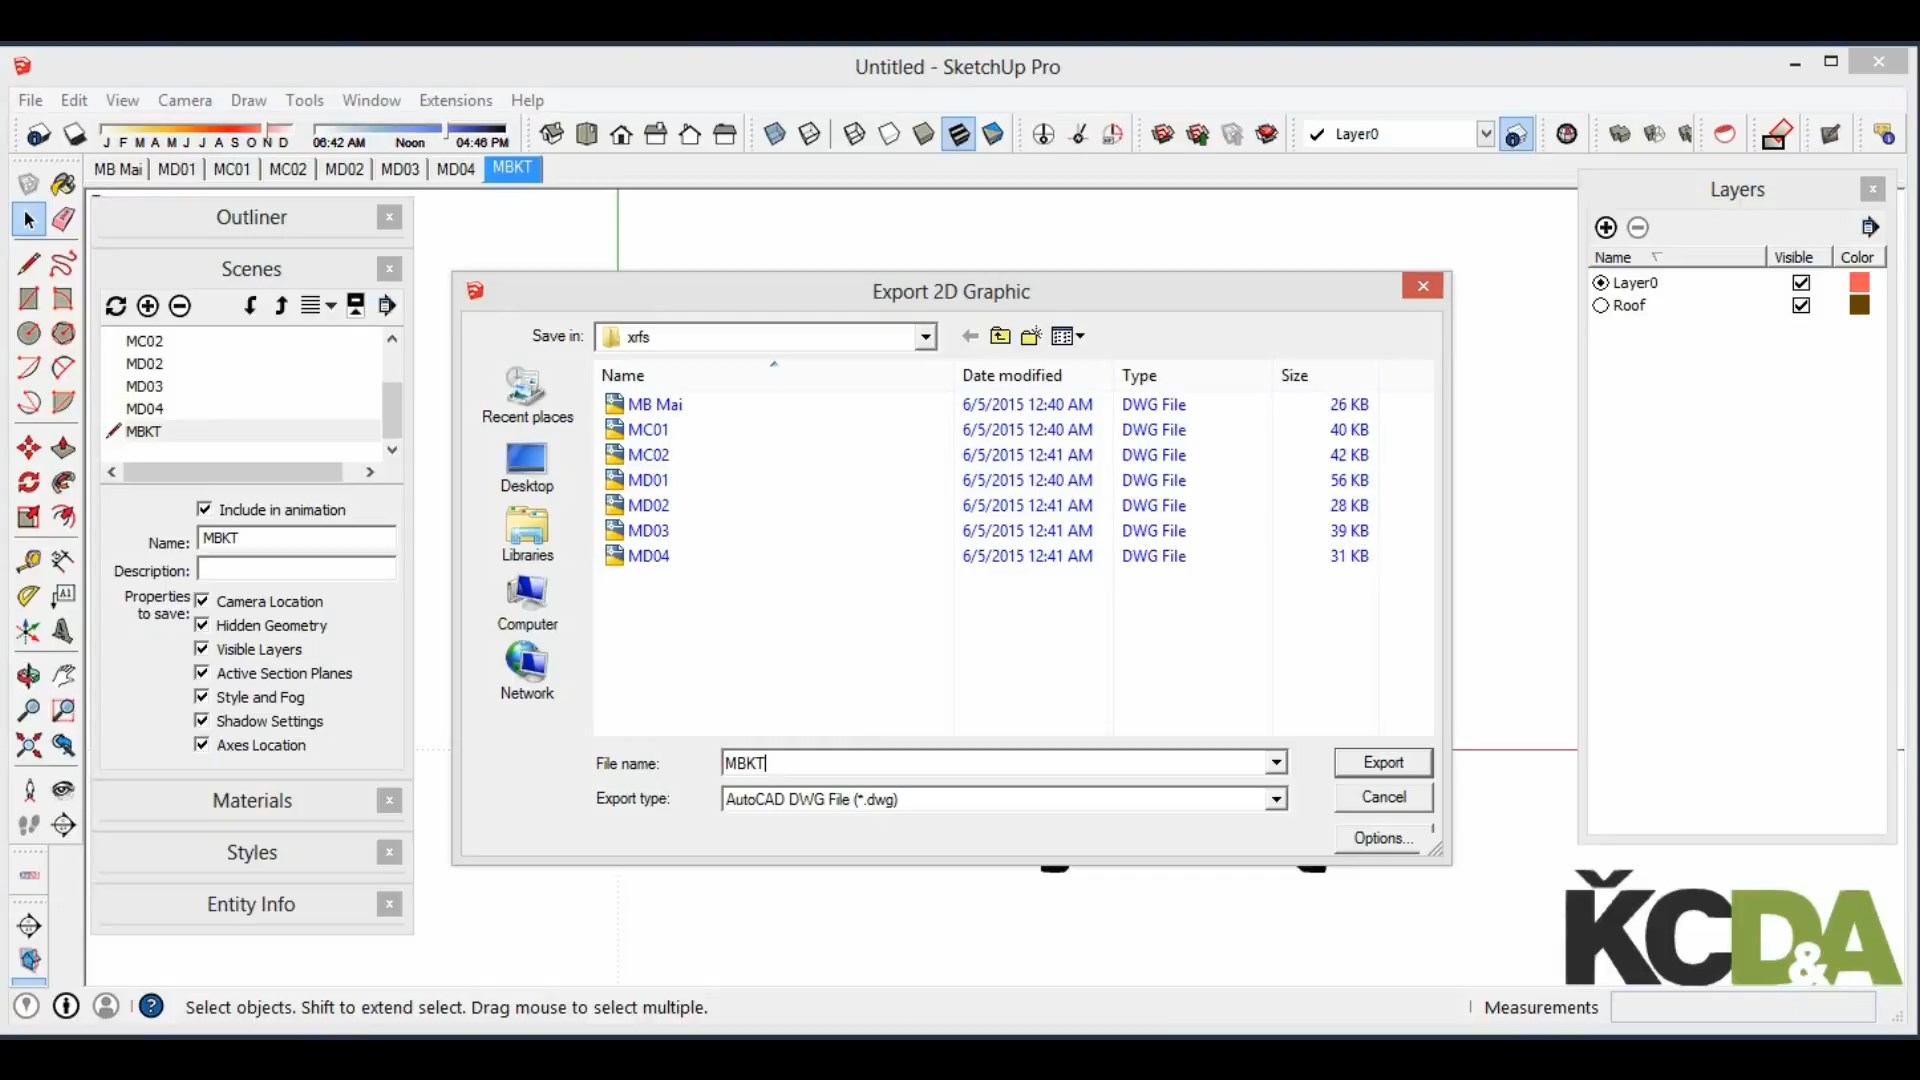 Untitled - SketchUp Pro
File Edit View Camera Draw Tools Window Extensions Help
J F M A M J J A S O N D 06:42 AM Noon 04:46 PM Layer0
MB Mai MD01 MC01 MC02 MD02 MD03 MD04 MBKT
Outliner
Scenes
MC02
MD02
MD03
MD04
MBKT
Include in animation
Name: MBKT
Description:
Properties to save:
Camera Location
Hidden Geometry
Visible Layers
Active Section Planes
Style and Fog
Shadow Settings
Axes Location
Materials
Styles
Entity Info
Export 2D Graphic
Save in: xrfs
Recent places
Desktop
Libraries
Computer
Network
Name Date modified Type Size
MB Mai 6/5/2015 12:40 AM DWG File 26 KB
MC01 6/5/2015 12:40 AM DWG File 40 KB
MC02 6/5/2015 12:41 AM DWG File 42 KB
MD01 6/5/2015 12:40 AM DWG File 56 KB
MD02 6/5/2015 12:41 AM DWG File 28 KB
MD03 6/5/2015 12:41 AM DWG File 39 KB
MD04 6/5/2015 12:41 AM DWG File 31 KB
File name: MBKT Export
Export type: AutoCAD DWG File (*.dwg) Cancel
Options...
Layers
Name Visible Color
Layer0
Roof
KCD&A
Select objects. Shift to extend select. Drag mouse to select multiple. Measurements